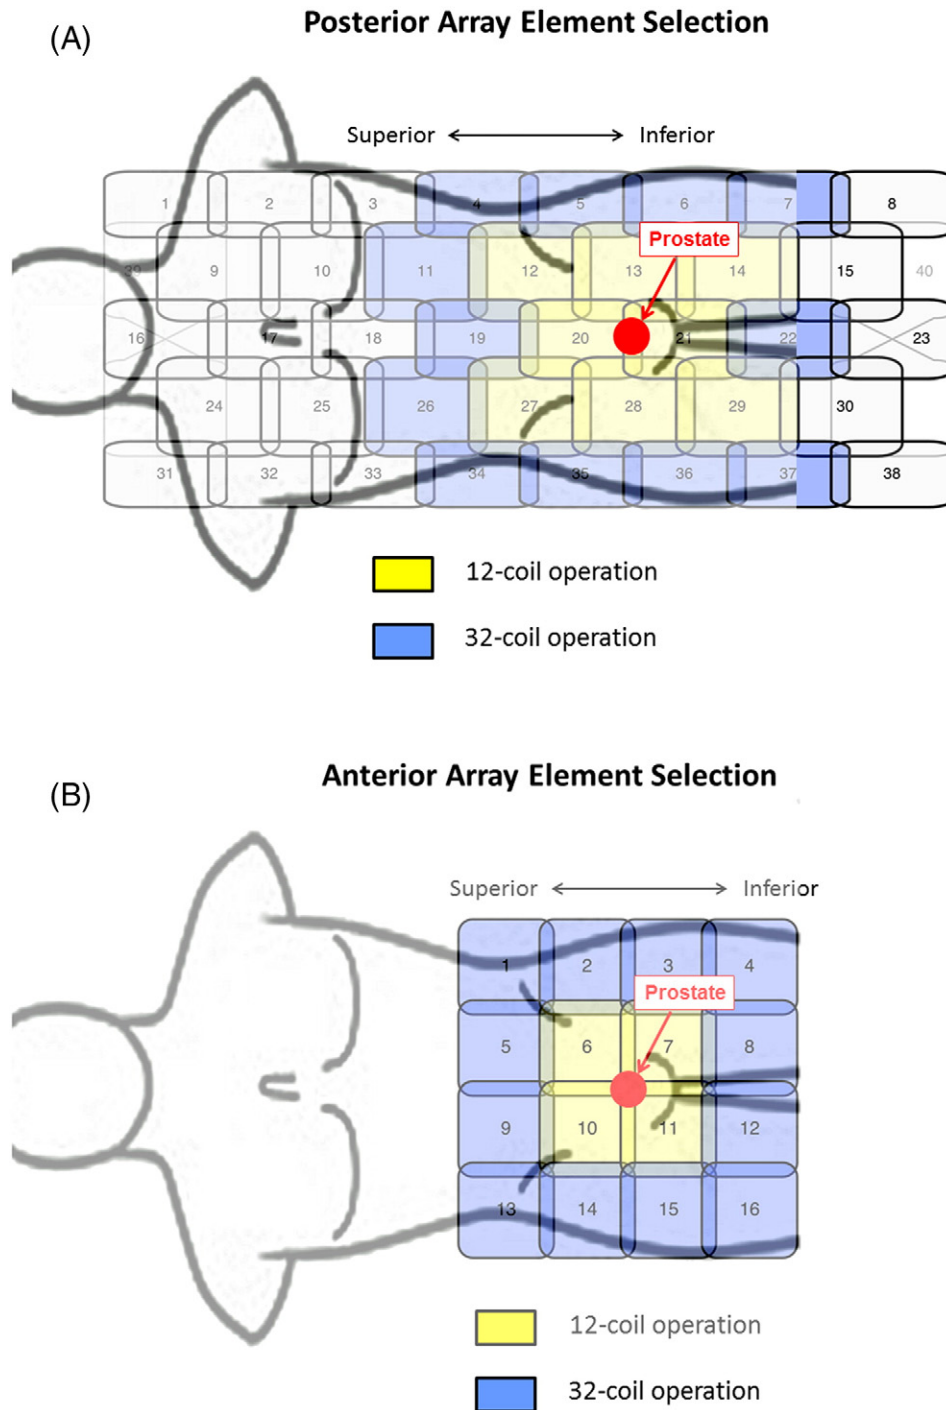 (A)
Posterior Array Element Selection
Superior Inferior
1 2 3 4 5 6 7 8
Prostate
39 9 10 11 12 13 14 15 40
16 17 18 19 20 21 22 23
24 25 26 27 28 29 30
31 32 33 34 35 36 37 38
12-coil operation
32-coil operation
(B)
Anterior Array Element Selection
Superior Inferior
1 2 3 4
Prostate
5 6 7 8
9 10 11 12
13 14 15 16
12-coil operation
32-coil operation